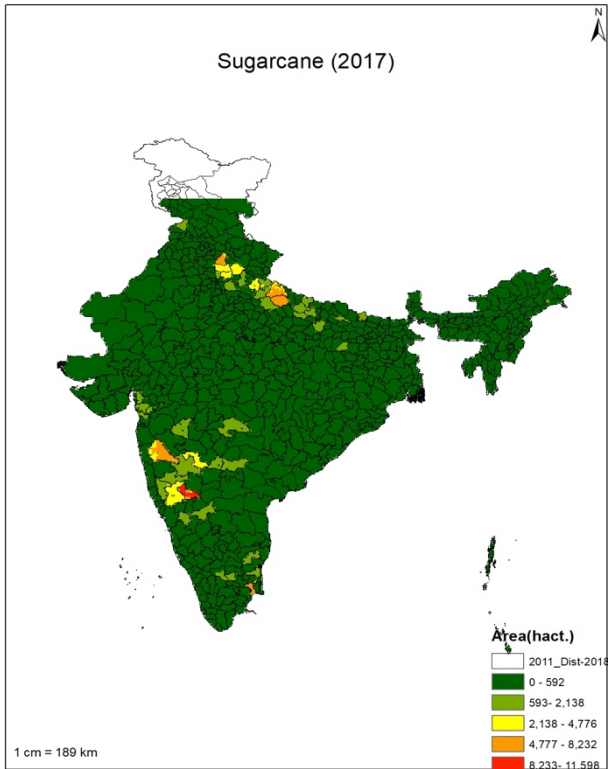 N
Sugarcane (2017)
Area(hact.)
2011_Dist-2018
0 - 592
593- 2,138
2,138 - 4,776
4,777 - 8,232
8,233- 11,598
1 cm = 189 km